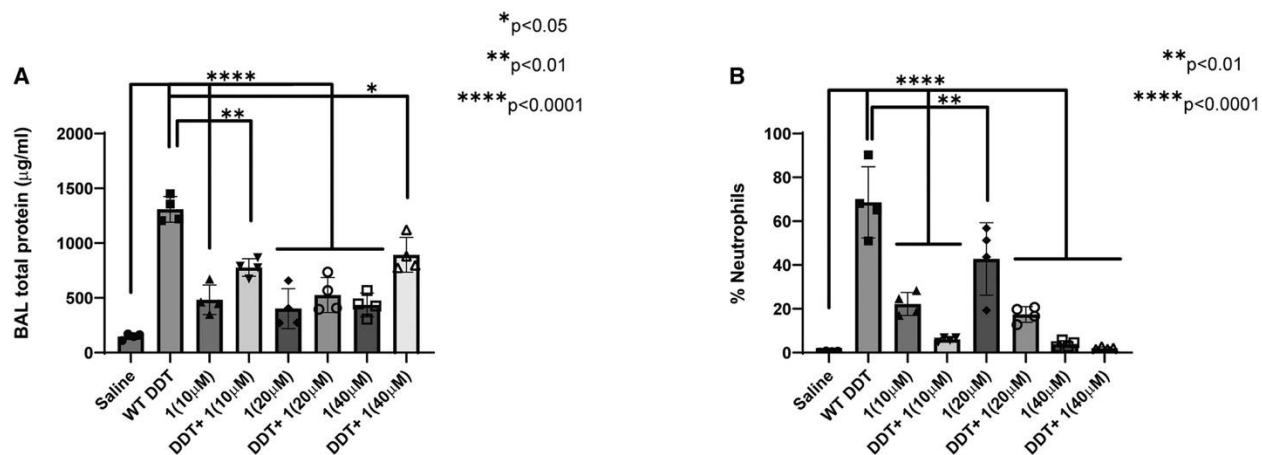 *p<0.05
**p<0.01
****p<0.0001
A
****
*
**
BAL total protein (μg/ml)
2000
1500
1000
500
0
Saline
WT DDT
1(10μM)
DDT+ 1(10μM)
1(20μM)
DDT+ 1(20μM)
1(40μM)
DDT+ 1(40μM)
**p<0.01
****p<0.0001
B
****
**
% Neutrophils
100
80
60
40
20
0
Saline
WT DDT
1(10μM)
DDT+ 1(10μM)
1(20μM)
DDT+ 1(20μM)
1(40μM)
DDT+ 1(40μM)